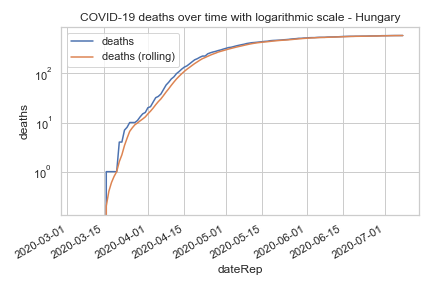 COVID-19 deaths over time with logarithmic scale - Hungary
deaths
deaths (rolling)
10²
10¹
10⁰
deaths
2020-03-01
2020-03-15
2020-04-01
2020-04-15
2020-05-01
2020-05-15
2020-06-01
2020-06-15
2020-07-01
dateRep